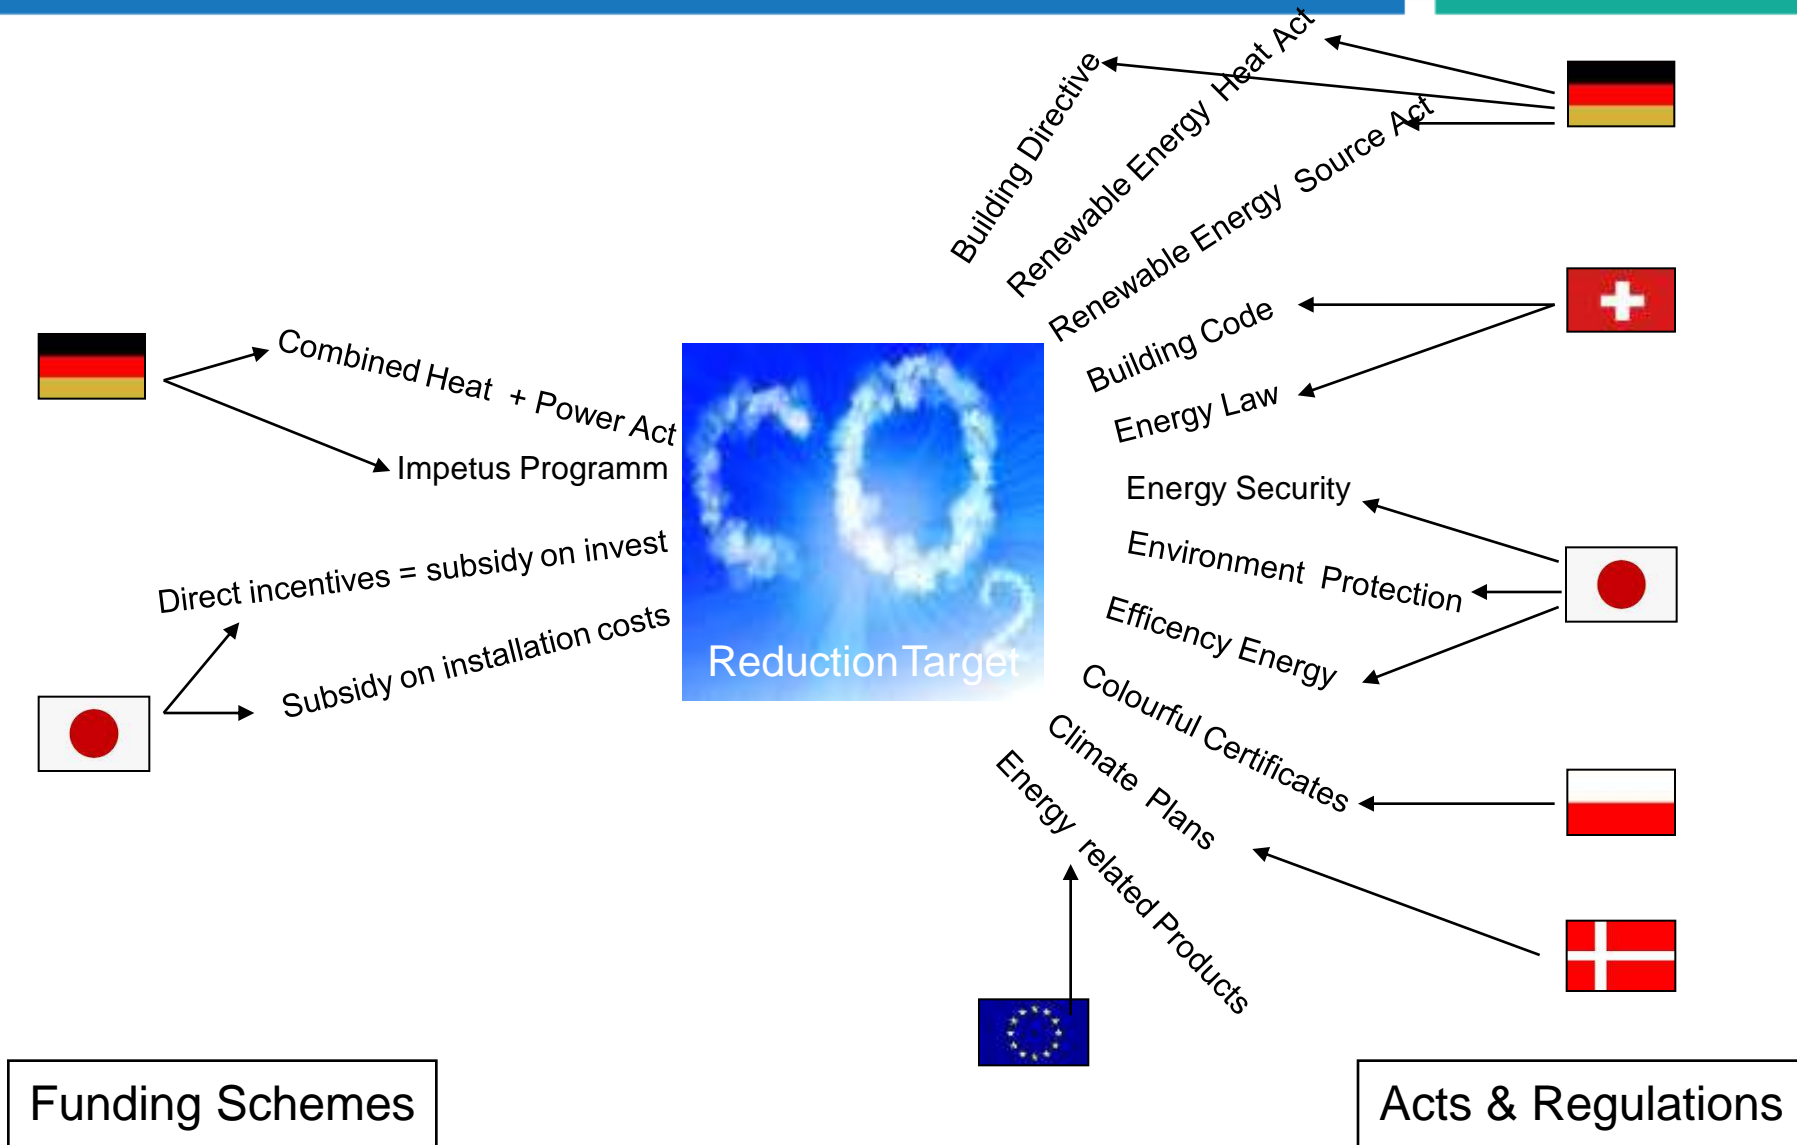 Building Directive
Renewable Energy Heat Act
Renewable Energy Source Act
Building Code
Energy Law
Energy Security
Environment Protection
Efficency Energy
Colourful Certificates
Climate Plans
Energy related Products
Combined Heat + Power Act
Impetus Programm
Direct incentives = subsidy on invest
Subsidy on installation costs
CO2
Reduction Target
Funding Schemes
Acts & Regulations